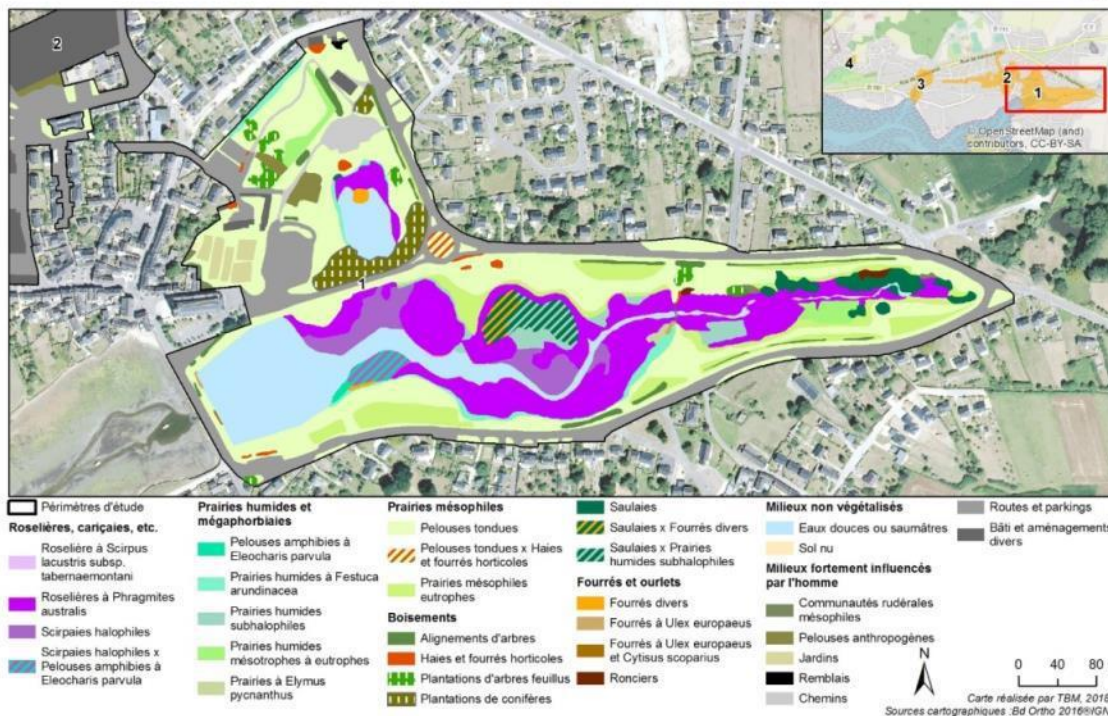 2
1
4
3
2
1
© OpenStreetMap (and)
contributors, CC-BY-SA
Périmètres d'étude
Roselières, cariçaies, etc.
Roselière à Scirpus
lacustris subsp.
tabernaemontani
Roselières à Phragmites
australis
Scirpaies halophiles
Scirpaies halophiles x
Pelouses amphibies à
Eleocharis parvula
Prairies humides et
mégaphorbiaies
Pelouses amphibies à
Eleocharis parvula
Prairies humides à Festuca
arundinacea
Prairies humides
subhalophiles
Prairies humides
mésotrophes à eutrophes
Prairies à Elymus
pycnanthus
Prairies mésophiles
Pelouses tondues
Pelouses tondues x Haies
et fourrés horticoles
Prairies mésophiles
eutrophes
Boisements
Alignements d'arbres
Haies et fourrés horticoles
Plantations d'arbres feuillus
Plantations de conifères
Saulaies
Saulaies x Fourrés divers
Saulaies x Prairies
humides subhalophiles
Fourrés et ourlets
Fourrés divers
Fourrés à Ulex europaeus
Fourrés à Ulex europaeus
et Cytisus scoparius
Ronciers
Milieux non végétalisés
Eaux douces ou saumâtres
Sol nu
Milieux fortement influencés
par l'homme
Communautés rudérales
mésophiles
Pelouses anthropogènes
Jardins
Remblais
Chemins
Routes et parkings
Bâti et aménagements
divers
N
0 40 80
Carte réalisée par TBM, 2018
Sources cartographiques :Bd Ortho 2016®IGN